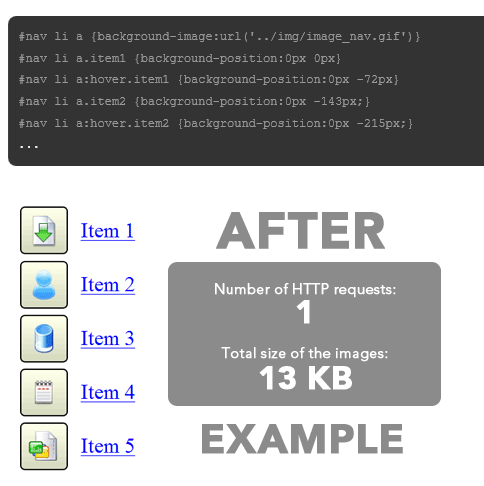 #nav li a {background-image:url('../img/image_nav.gif')}
#nav li a.item1 {background-position:0px 0px}
#nav li a:hover.item1 {background-position:0px -72px}
#nav li a.item2 {background-position:0px -143px;}
#nav li a:hover.item2 {background-position:0px -215px;}
...
Item 1
Item 2
Item 3
Item 4
Item 5
AFTER
Number of HTTP requests:
1
Total size of the images:
13 KB
EXAMPLE